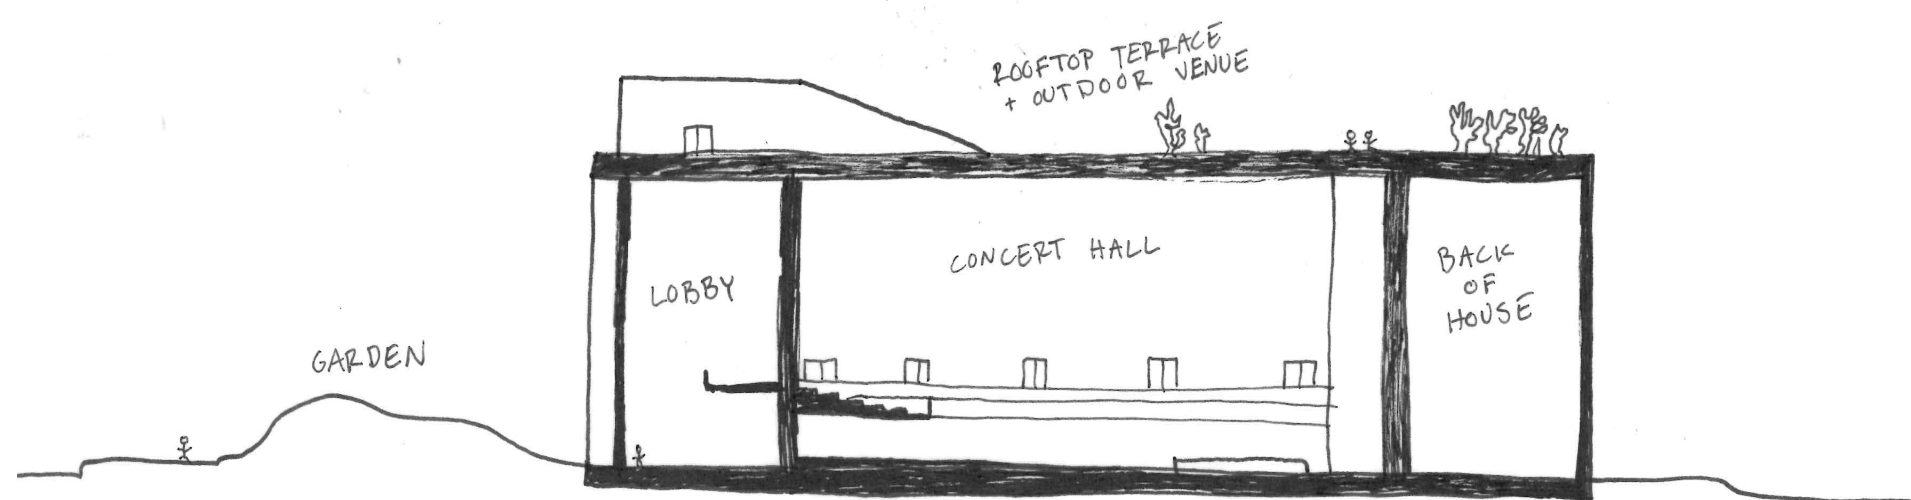 ROOFTOP TERRACE
+ OUTDOOR VENUE
CONCERT HALL
LOBBY
BACK
OF
HOUSE
GARDEN